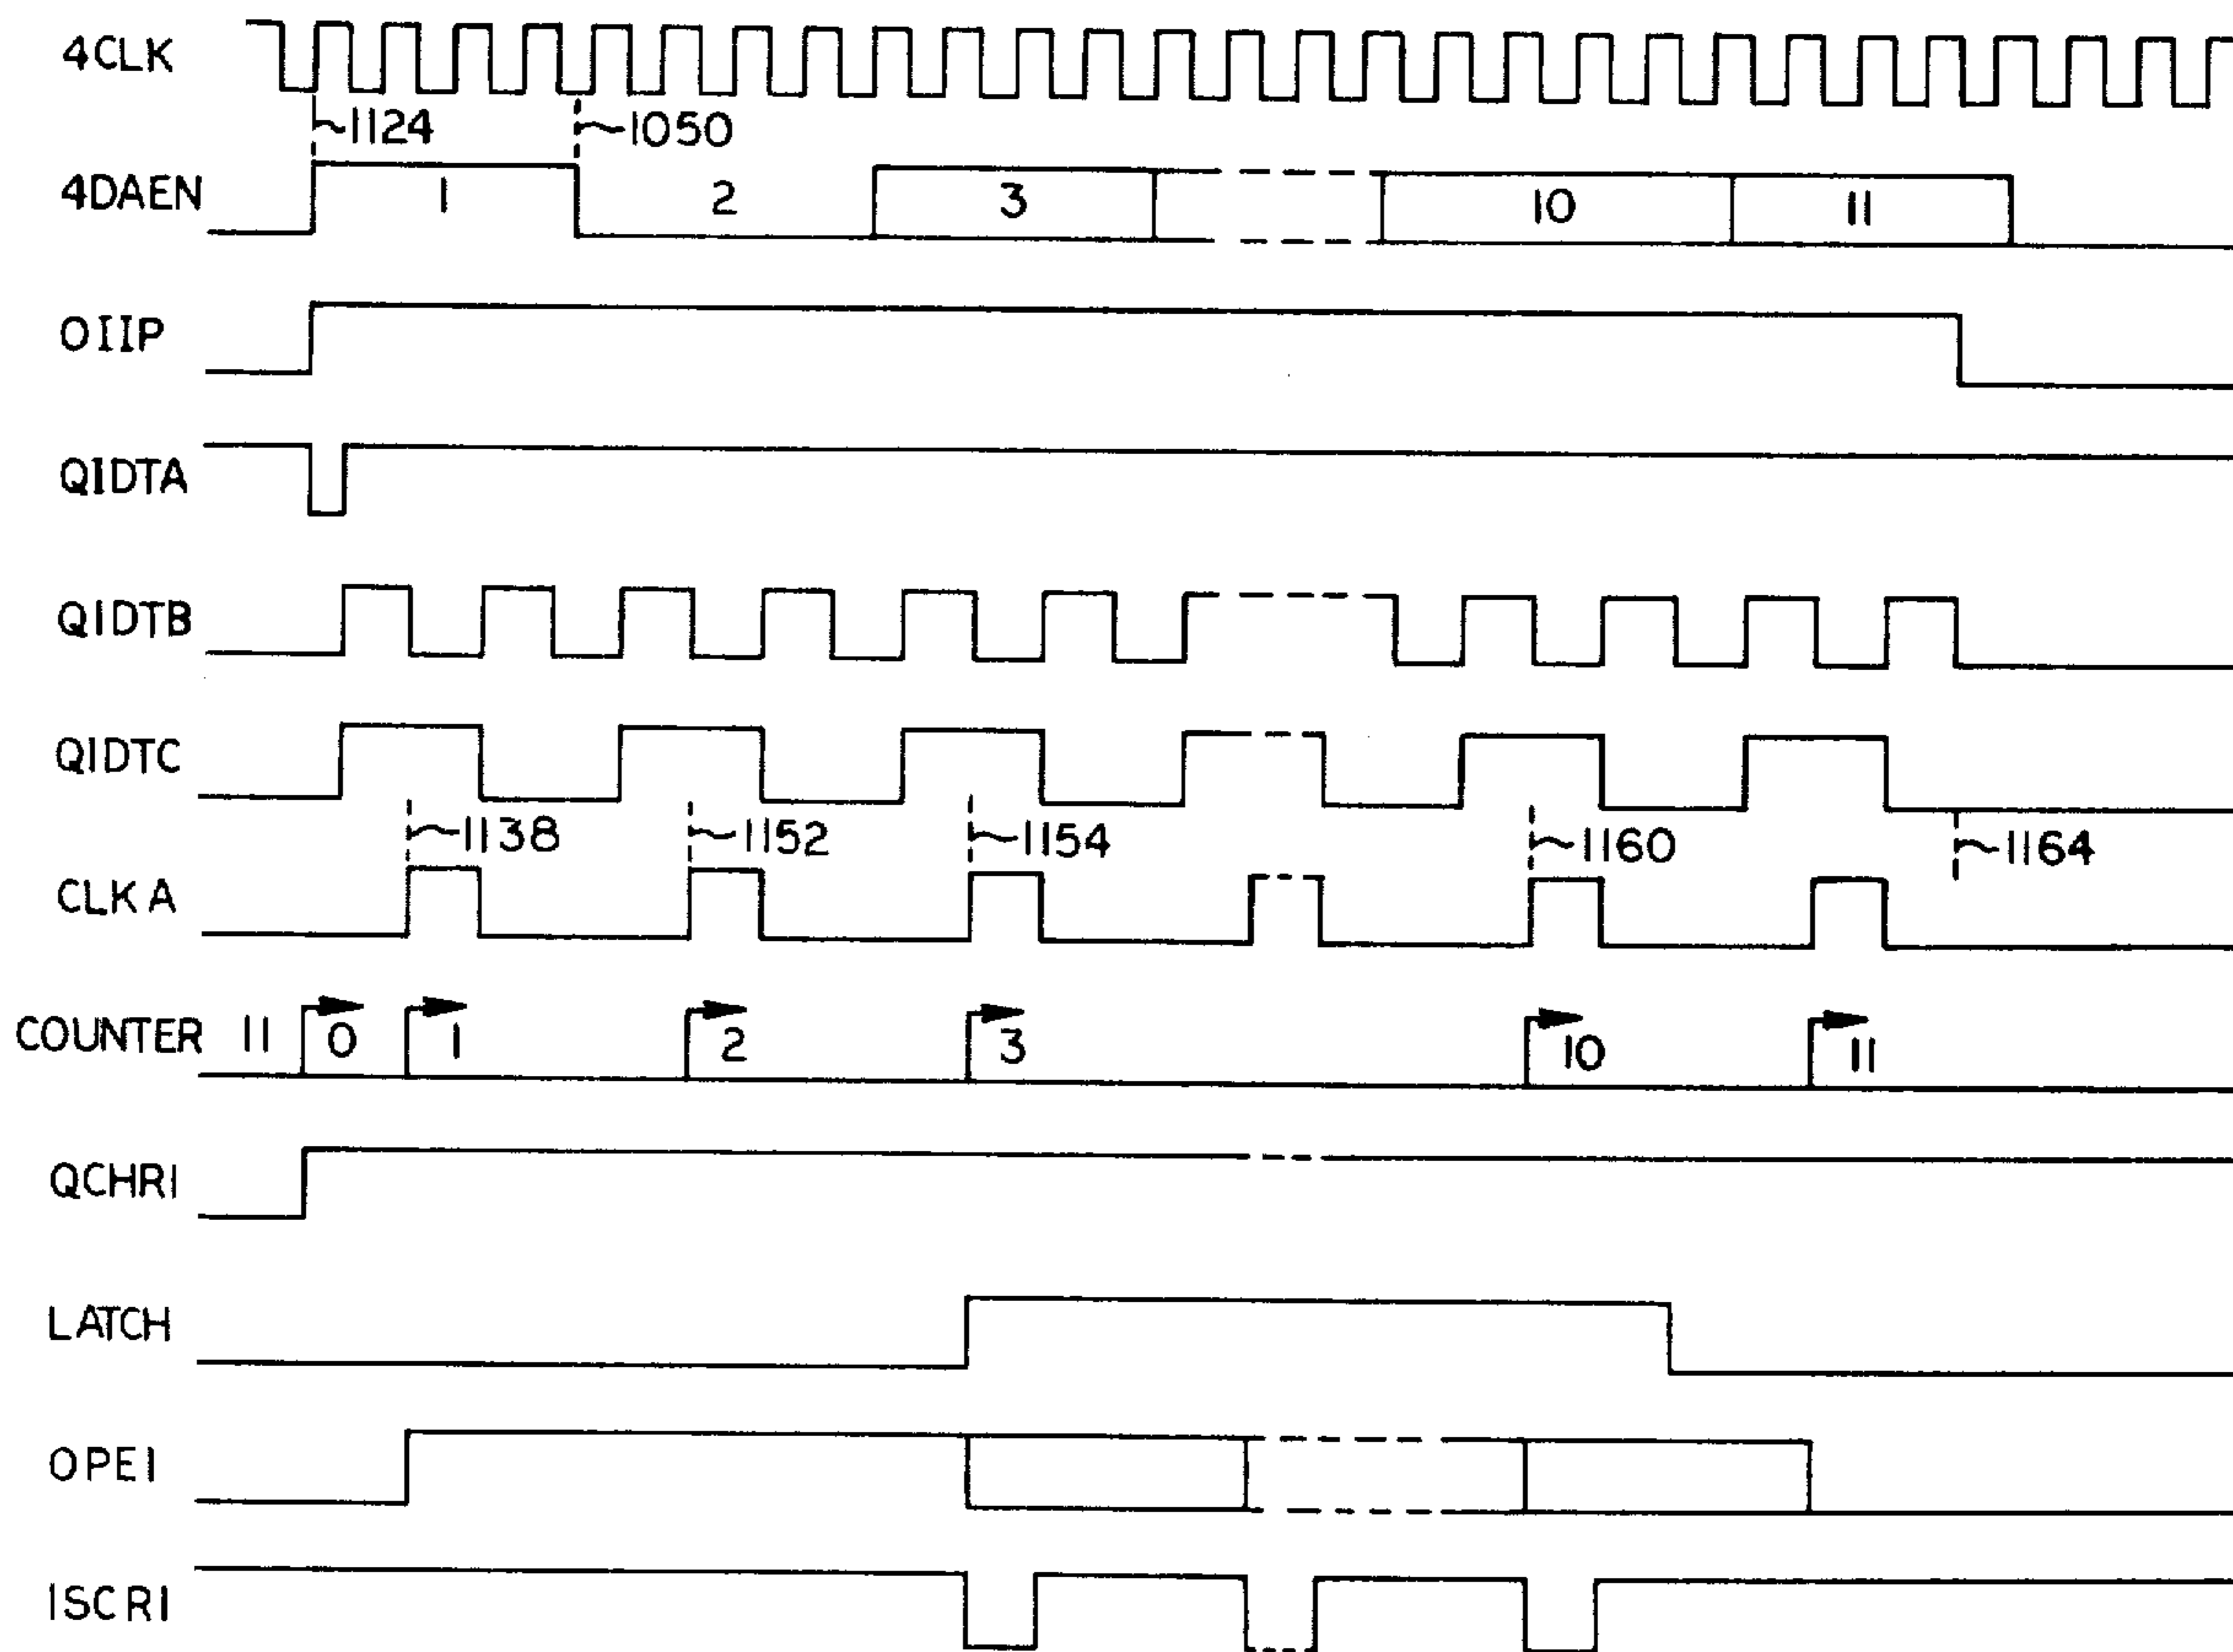 4CLK
1124
1050
4DAEN 1 2 3 10 11
OIIP
QIDTA
QIDTB
QIDTC
1138 1152 1154 1160 1164
CLK A
COUNTER 11 0 1 2 3 10 11
QCHRI
LATCH
OPEI
ISCRI